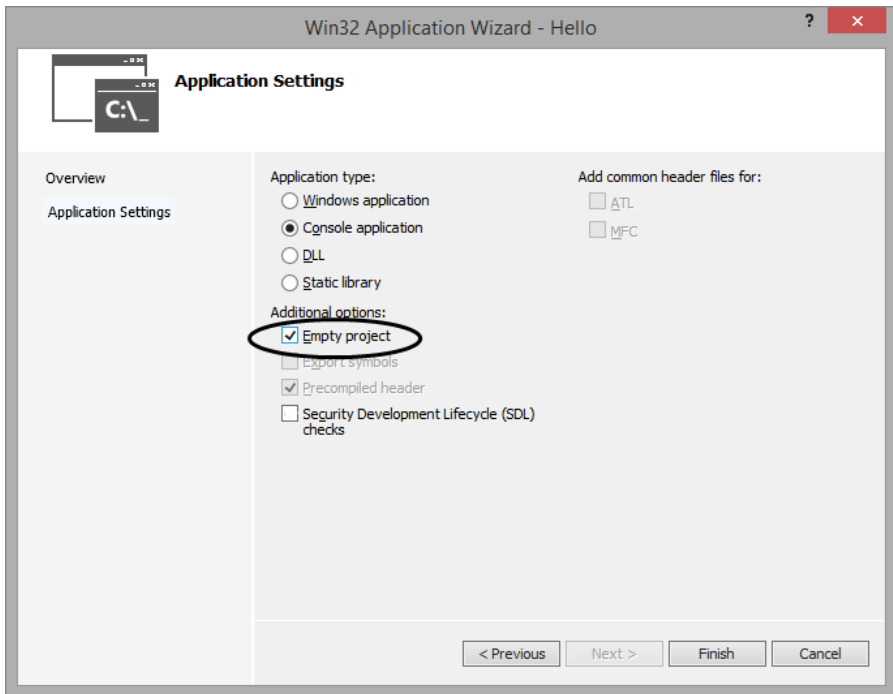 Win32 Application Wizard - Hello
?
C:\_
Application Settings
Overview
Application Settings
Application type:
Windows application
Console application
DLL
Static library
Additional options:
Empty project
Export symbols
Precompiled header
Security Development Lifecycle (SDL)
checks
Add common header files for:
ATL
MFC
< Previous
Next >
Finish
Cancel